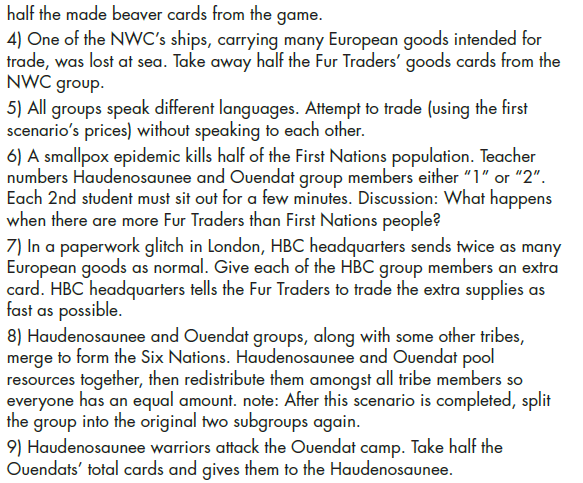 half the made beaver cards from the game.
4) One of the NWC’s ships, carrying many European goods intended for
trade, was lost at sea. Take away half the Fur Traders’ goods cards from the
NWC group.
5) All groups speak different languages. Attempt to trade (using the first
scenario’s prices) without speaking to each other.
6) A smallpox epidemic kills half of the First Nations population. Teacher
numbers Haudenosaunee and Ouendat group members either “1” or “2”.
Each 2nd student must sit out for a few minutes. Discussion: What happens
when there are more Fur Traders than First Nations people?
7) In a paperwork glitch in London, HBC headquarters sends twice as many
European goods as normal. Give each of the HBC group members an extra
card. HBC headquarters tells the Fur Traders to trade the extra supplies as
fast as possible.
8) Haudenosaunee and Ouendat groups, along with some other tribes,
merge to form the Six Nations. Haudenosaunee and Ouendat pool
resources together, then redistribute them amongst all tribe members so
everyone has an equal amount. note: After this scenario is completed, split
the group into the original two subgroups again.
9) Haudenosaunee warriors attack the Ouendat camp. Take half the
Ouendats’ total cards and gives them to the Haudenosaunee.